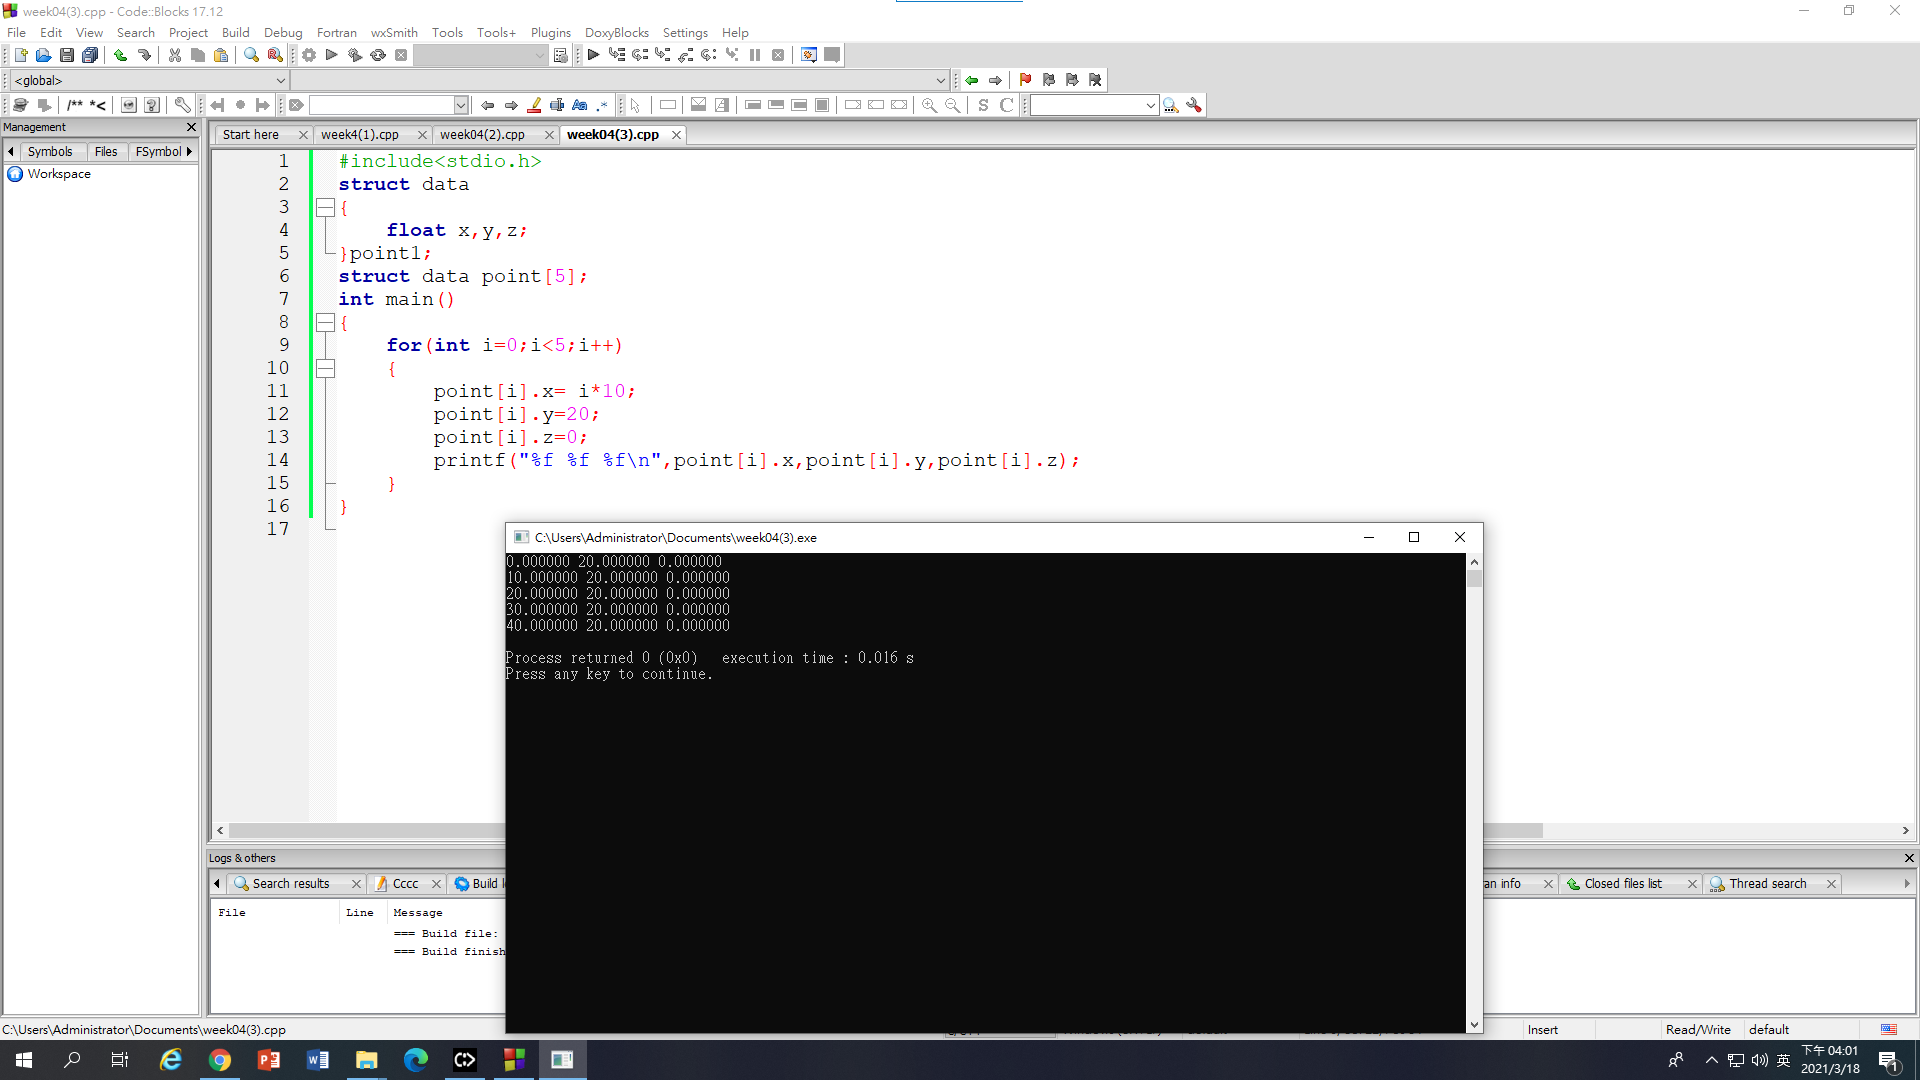 week04(3).cpp - Code::Blocks 17.12
File Edit View Search Project Build Debug Fortran wxSmith Tools Tools+ Plugins DoxyBlocks Settings Help
<global>
/** *<
S C
Management
Start here week4(1).cpp week04(2).cpp week04(3).cpp
Symbols Files FSymbol
Workspace
1 #include<stdio.h>
2 struct data
3 {
4 float x,y,z;
5 }point1;
6 struct data point[5];
7 int main()
8 {
9 for(int i=0;i<5;i++)
10 {
11 point[i].x= i*10;
12 point[i].y=20;
13 point[i].z=0;
14 printf("%f %f %f\n",point[i].x,point[i].y,point[i].z);
15 }
16 }
17
C:\Users\Administrator\Documents\week04(3).exe
0.000000 20.000000 0.000000
10.000000 20.000000 0.000000
20.000000 20.000000 0.000000
30.000000 20.000000 0.000000
40.000000 20.000000 0.000000
Process returned 0 (0x0) execution time : 0.016 s
Press any key to continue.
Logs & others
Search results Cccc Build info Closed files list Thread search
File Line Message
=== Build file:
=== Build finish
C:\Users\Administrator\Documents\week04(3).cpp Insert Read/Write default
英 下午 04:01
2021/3/18
1